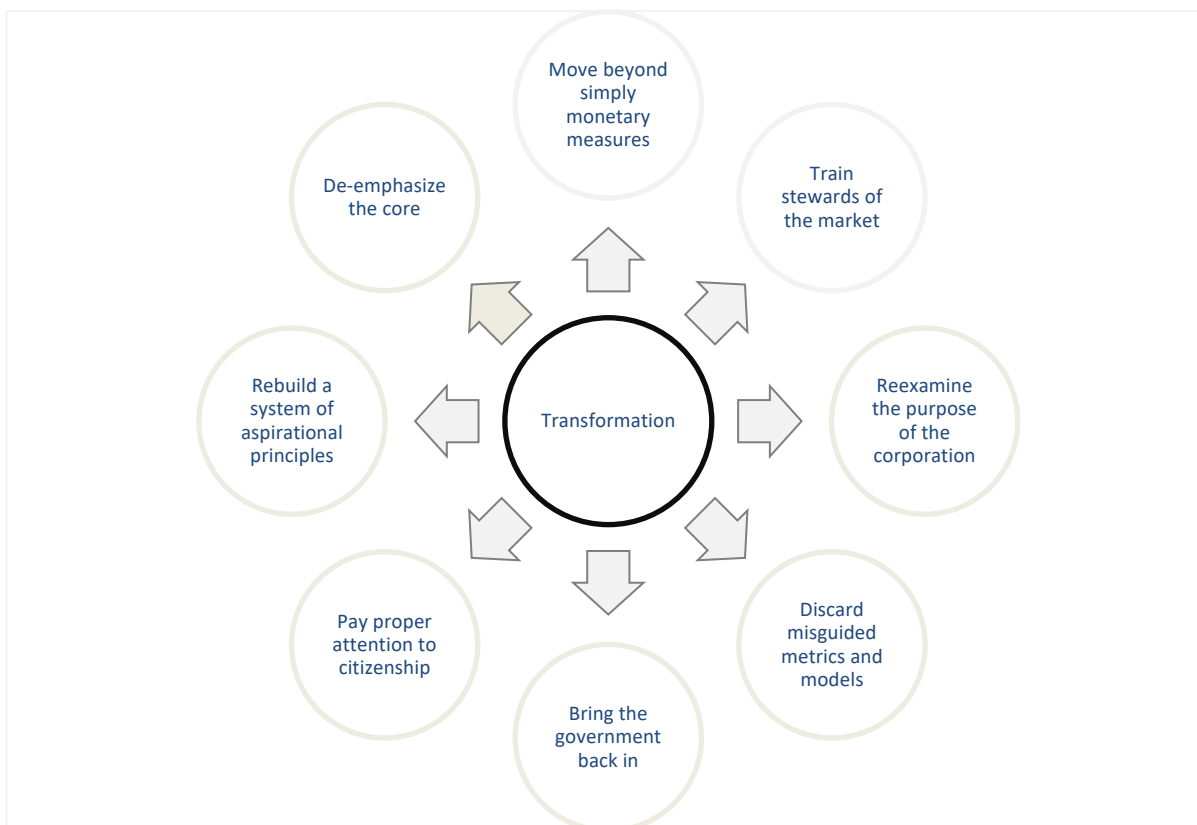 Move beyond
simply
monetary
measures
Train
stewards of
the market
Reexamine
the purpose
of the
corporation
Discard
misguided
metrics and
models
Bring the
government
back in
Pay proper
attention to
citizenship
Rebuild a
system of
aspirational
principles
De-emphasize
the core
Transformation